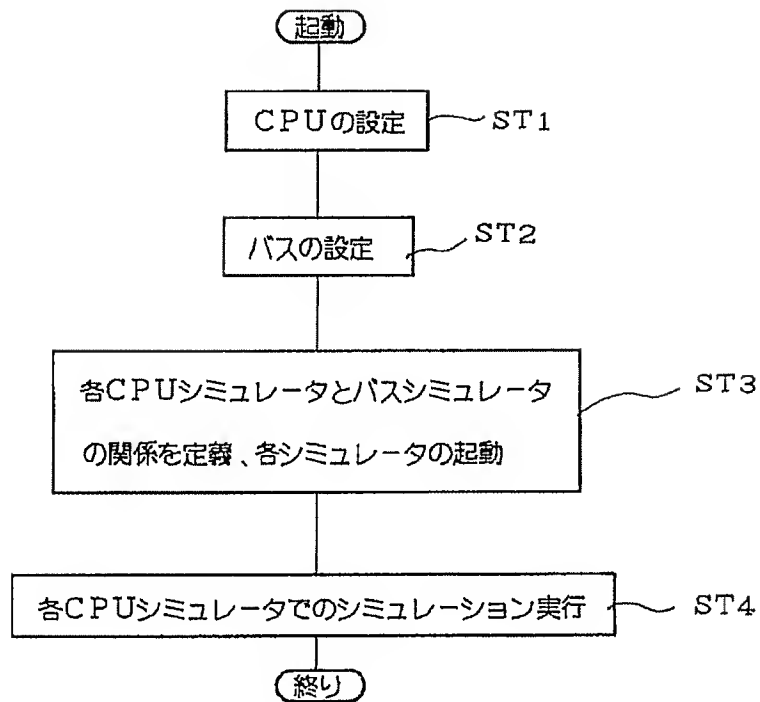 起動
CPUの設定
ST1
バスの設定
ST2
各CPUシミュレータとバスシミュレータ
の関係を定義、各シミュレータの起動
ST3
各CPUシミュレータでのシミュレーション実行
ST4
終り